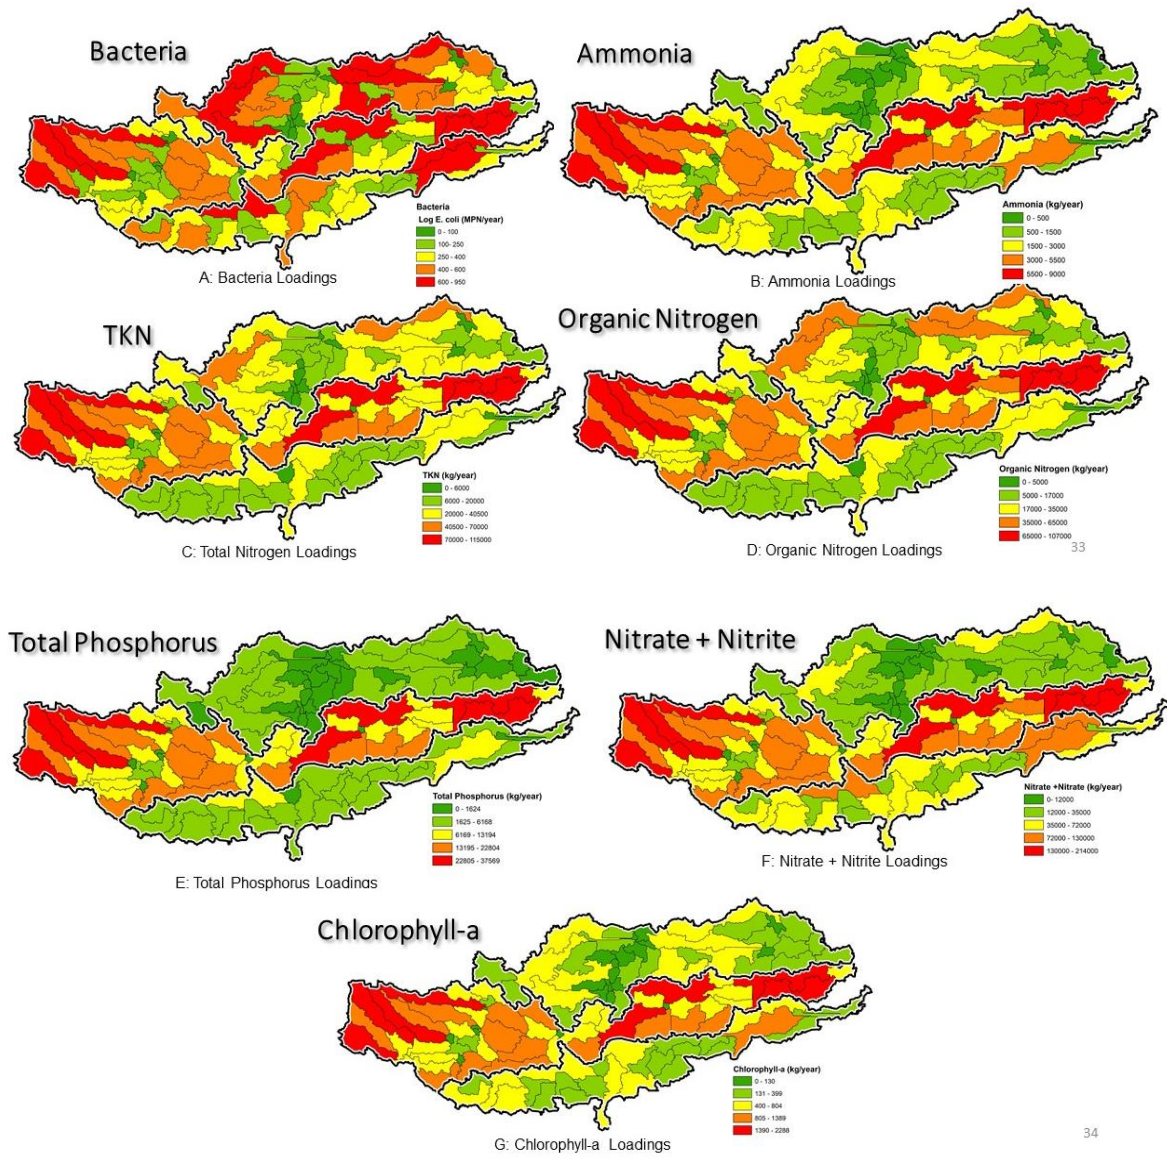 Bacteria
Bacteria
Log E. coli (MPN/year)
0 - 100
100- 250
250 - 400
400 - 600
600 - 950
A: Bacteria Loadings
Ammonia
Ammonia (kg/year)
0 - 500
500 - 1500
1500 - 3000
3000 - 5500
5500 - 9000
B: Ammonia Loadings
TKN
TKN (kg/year)
0 - 6000
6000 - 20000
20000 - 40500
40500 - 70000
70000 - 115000
C: Total Nitrogen Loadings
Organic Nitrogen
Organic Nitrogen (kg/year)
0 - 5000
5000 - 17000
17000 - 35000
35000 - 65000
65000 - 107000
D: Organic Nitrogen Loadings
33
Total Phosphorus
Total Phosphorus (kg/year)
0 - 1624
1625 - 6168
6169 - 13194
13195 - 22804
22805 - 37569
E: Total Phosphorus Loadings
Nitrate + Nitrite
Nitrate +Nitrate (kg/year)
0- 12000
12000 - 35000
35000 - 72000
72000 - 130000
130000 - 214000
F: Nitrate + Nitrite Loadings
Chlorophyll-a
Chlorophyll-a (kg/year)
0 - 130
131 - 399
400 - 804
805 - 1389
1390 - 2288
G: Chlorophyll-a Loadings
34